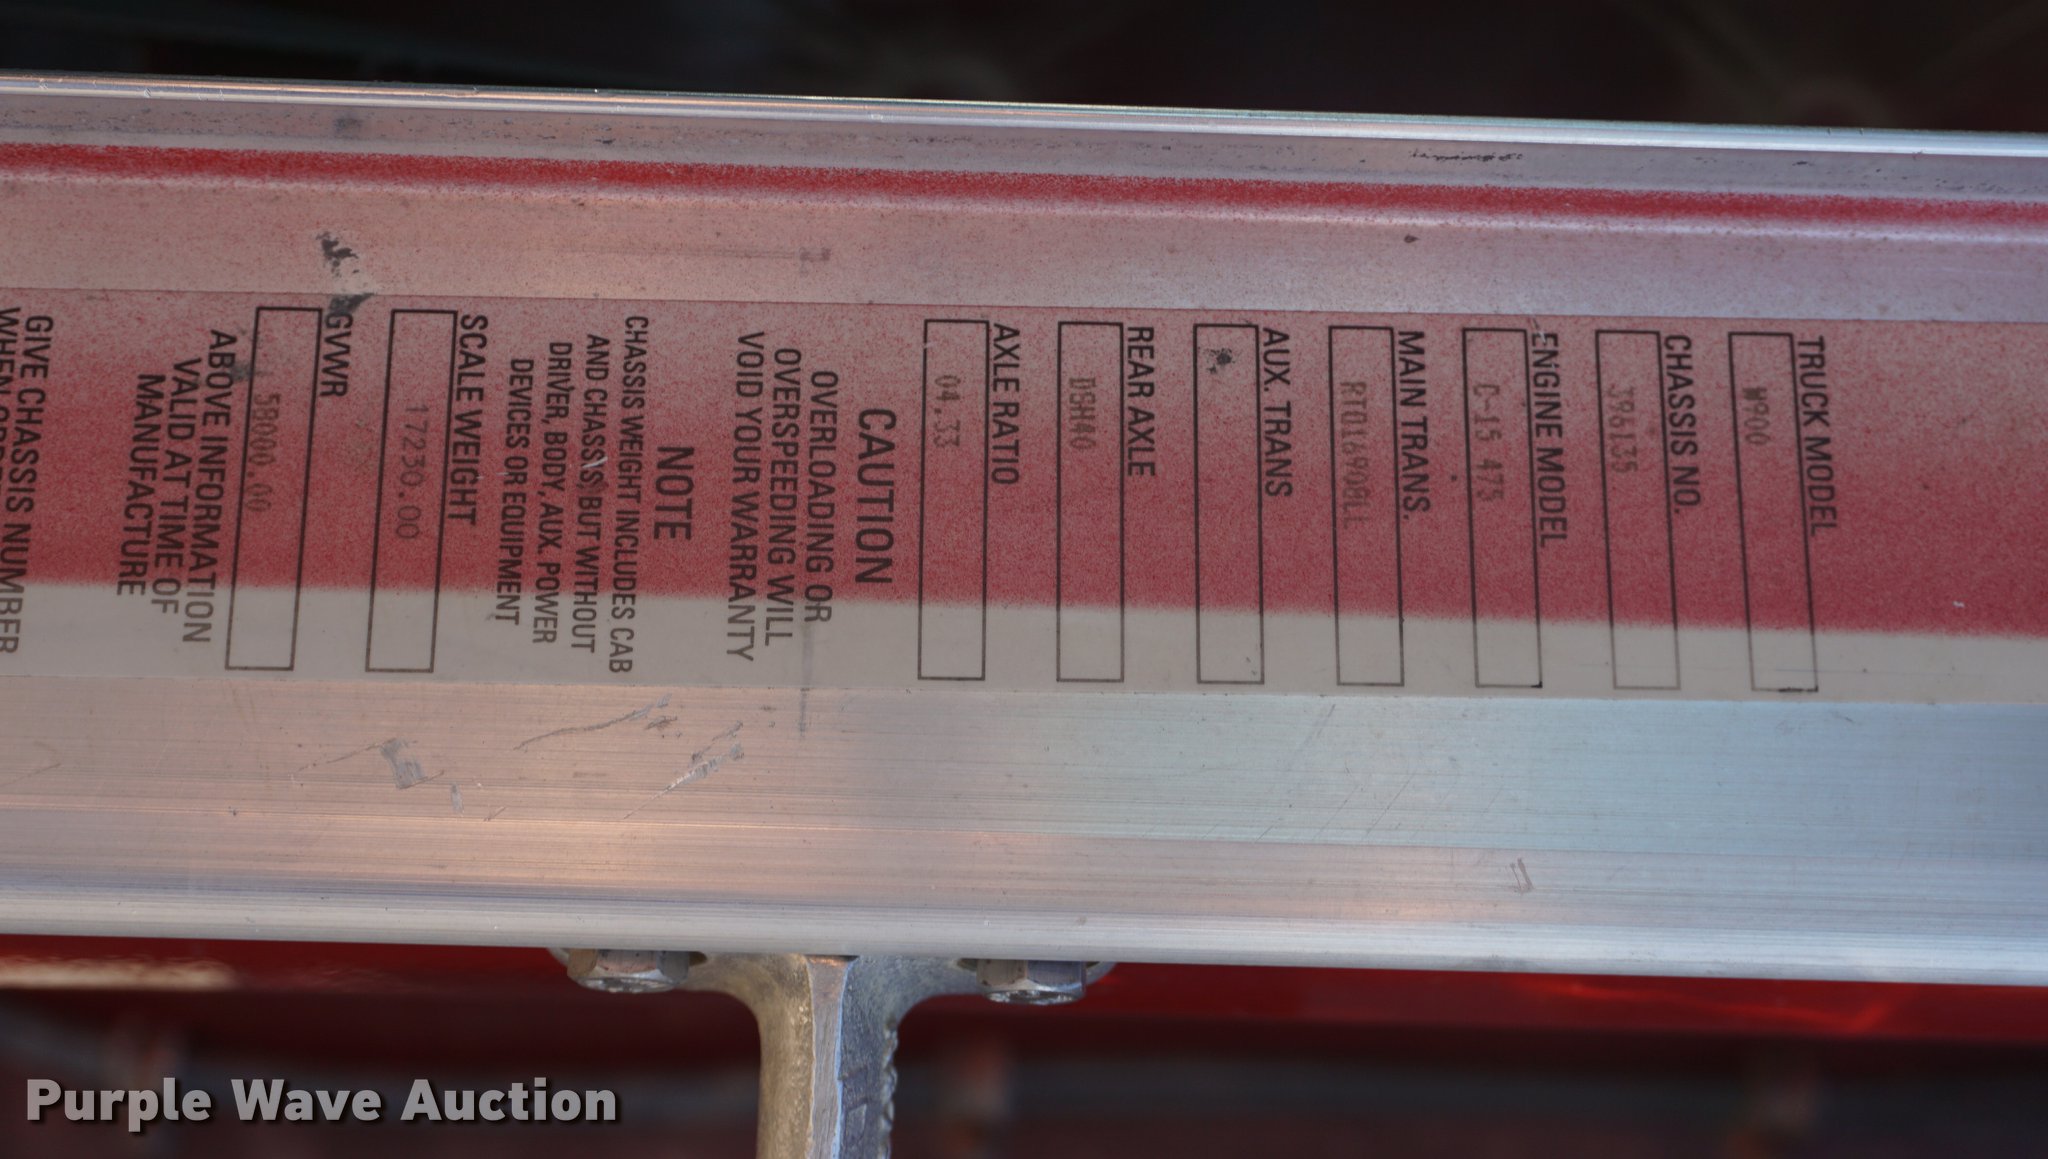 TRUCK MODEL
W900
CHASSIS NO.
396135
ENGINE MODEL
C-15 475
MAIN TRANS.
RTO16908LL
AUX. TRANS
REAR AXLE
DSH40
AXLE RATIO
04.33
CAUTION
OVERLOADING OR
OVERSPEEDING WILL
VOID YOUR WARRANTY
NOTE
CHASSIS WEIGHT INCLUDES CAB
AND CHASSIS BUT WITHOUT
DRIVER, BODY, AUX. POWER
DEVICES OR EQUIPMENT
SCALE WEIGHT
17230.00
GVWR
58000.00
ABOVE INFORMATION
VALID AT TIME OF
MANUFACTURE
GIVE CHASSIS NUMBER
Purple Wave Auction